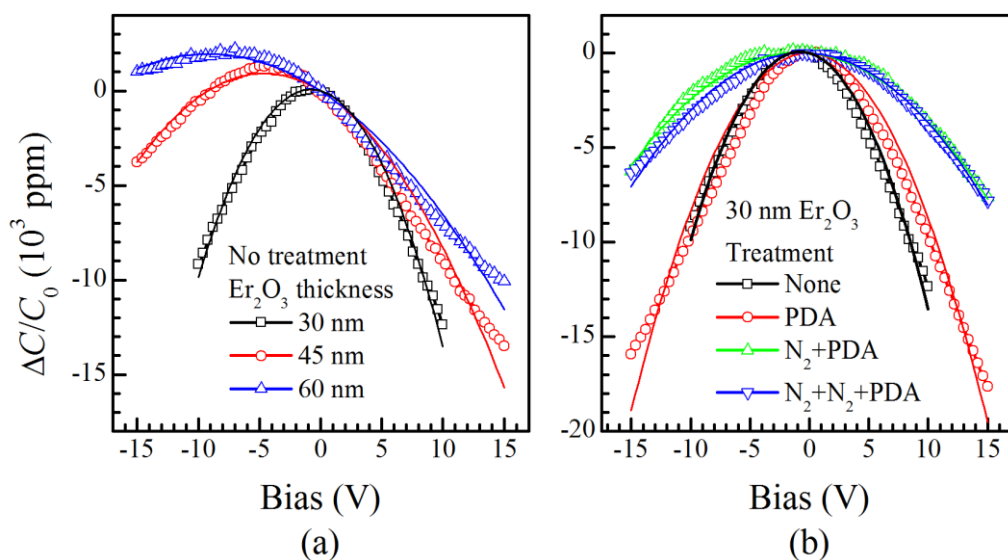 ΔC/C₀ (10³ ppm)
0
-5
-10
-15
No treatment
Er₂O₃ thickness
30 nm
45 nm
60 nm
-15 -10 -5 0 5 10 15
Bias (V)
(a)
0
-5
-10
-15
-20
30 nm Er₂O₃
Treatment
None
PDA
N₂+PDA
N₂+N₂+PDA
-15 -10 -5 0 5 10 15
Bias (V)
(b)